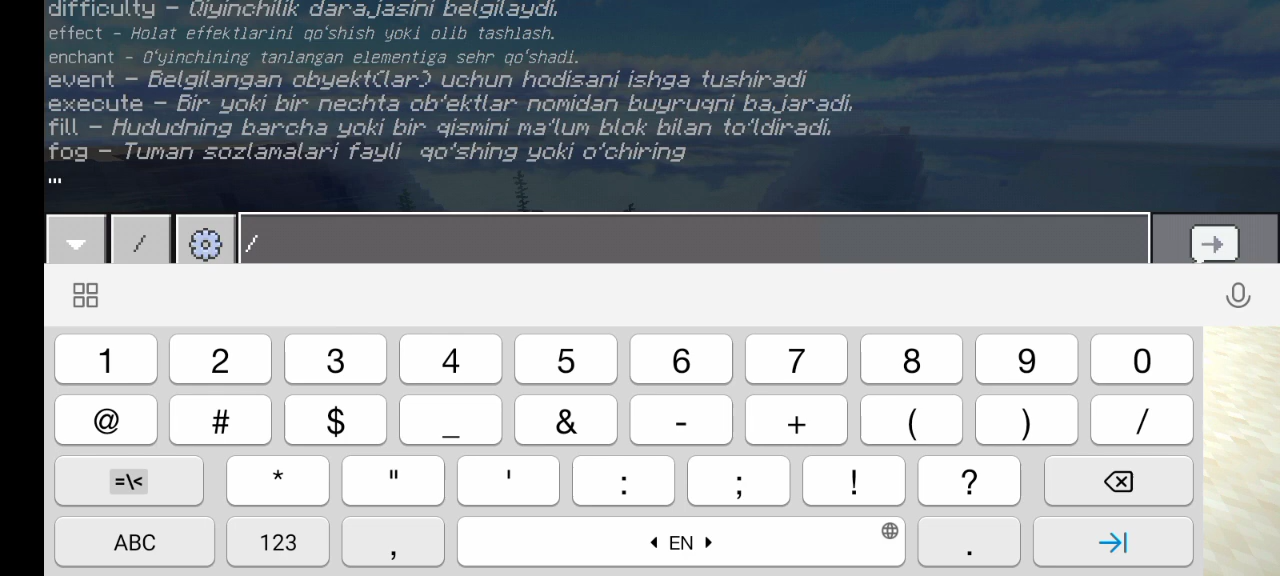 difficulty – Qiyinchilik darajasini belgilaydi.
effect – Holat effektlarini qo‘shish yoki olib tashlash.
enchant – O‘yinchining tanlangan elementiga sehr qo‘shadi.
event – Belgilangan obyekt(lar) uchun hodisani ishga tushiradi
execute – Bir yoki bir nechta ob‘ektlar nomidan buyruqni bajaradi.
fill – Hududning barcha yoki bir qismini ma‘lum blok bilan to‘ldiradi.
fog – Tuman sozlamalari fayli qo‘shing yoki o‘chiring
...
/ /
1 2 3 4 5 6 7 8 9 0
@ # $ _ & - + ( ) /
=\< * " ' : ; ! ?
ABC 123 , EN .